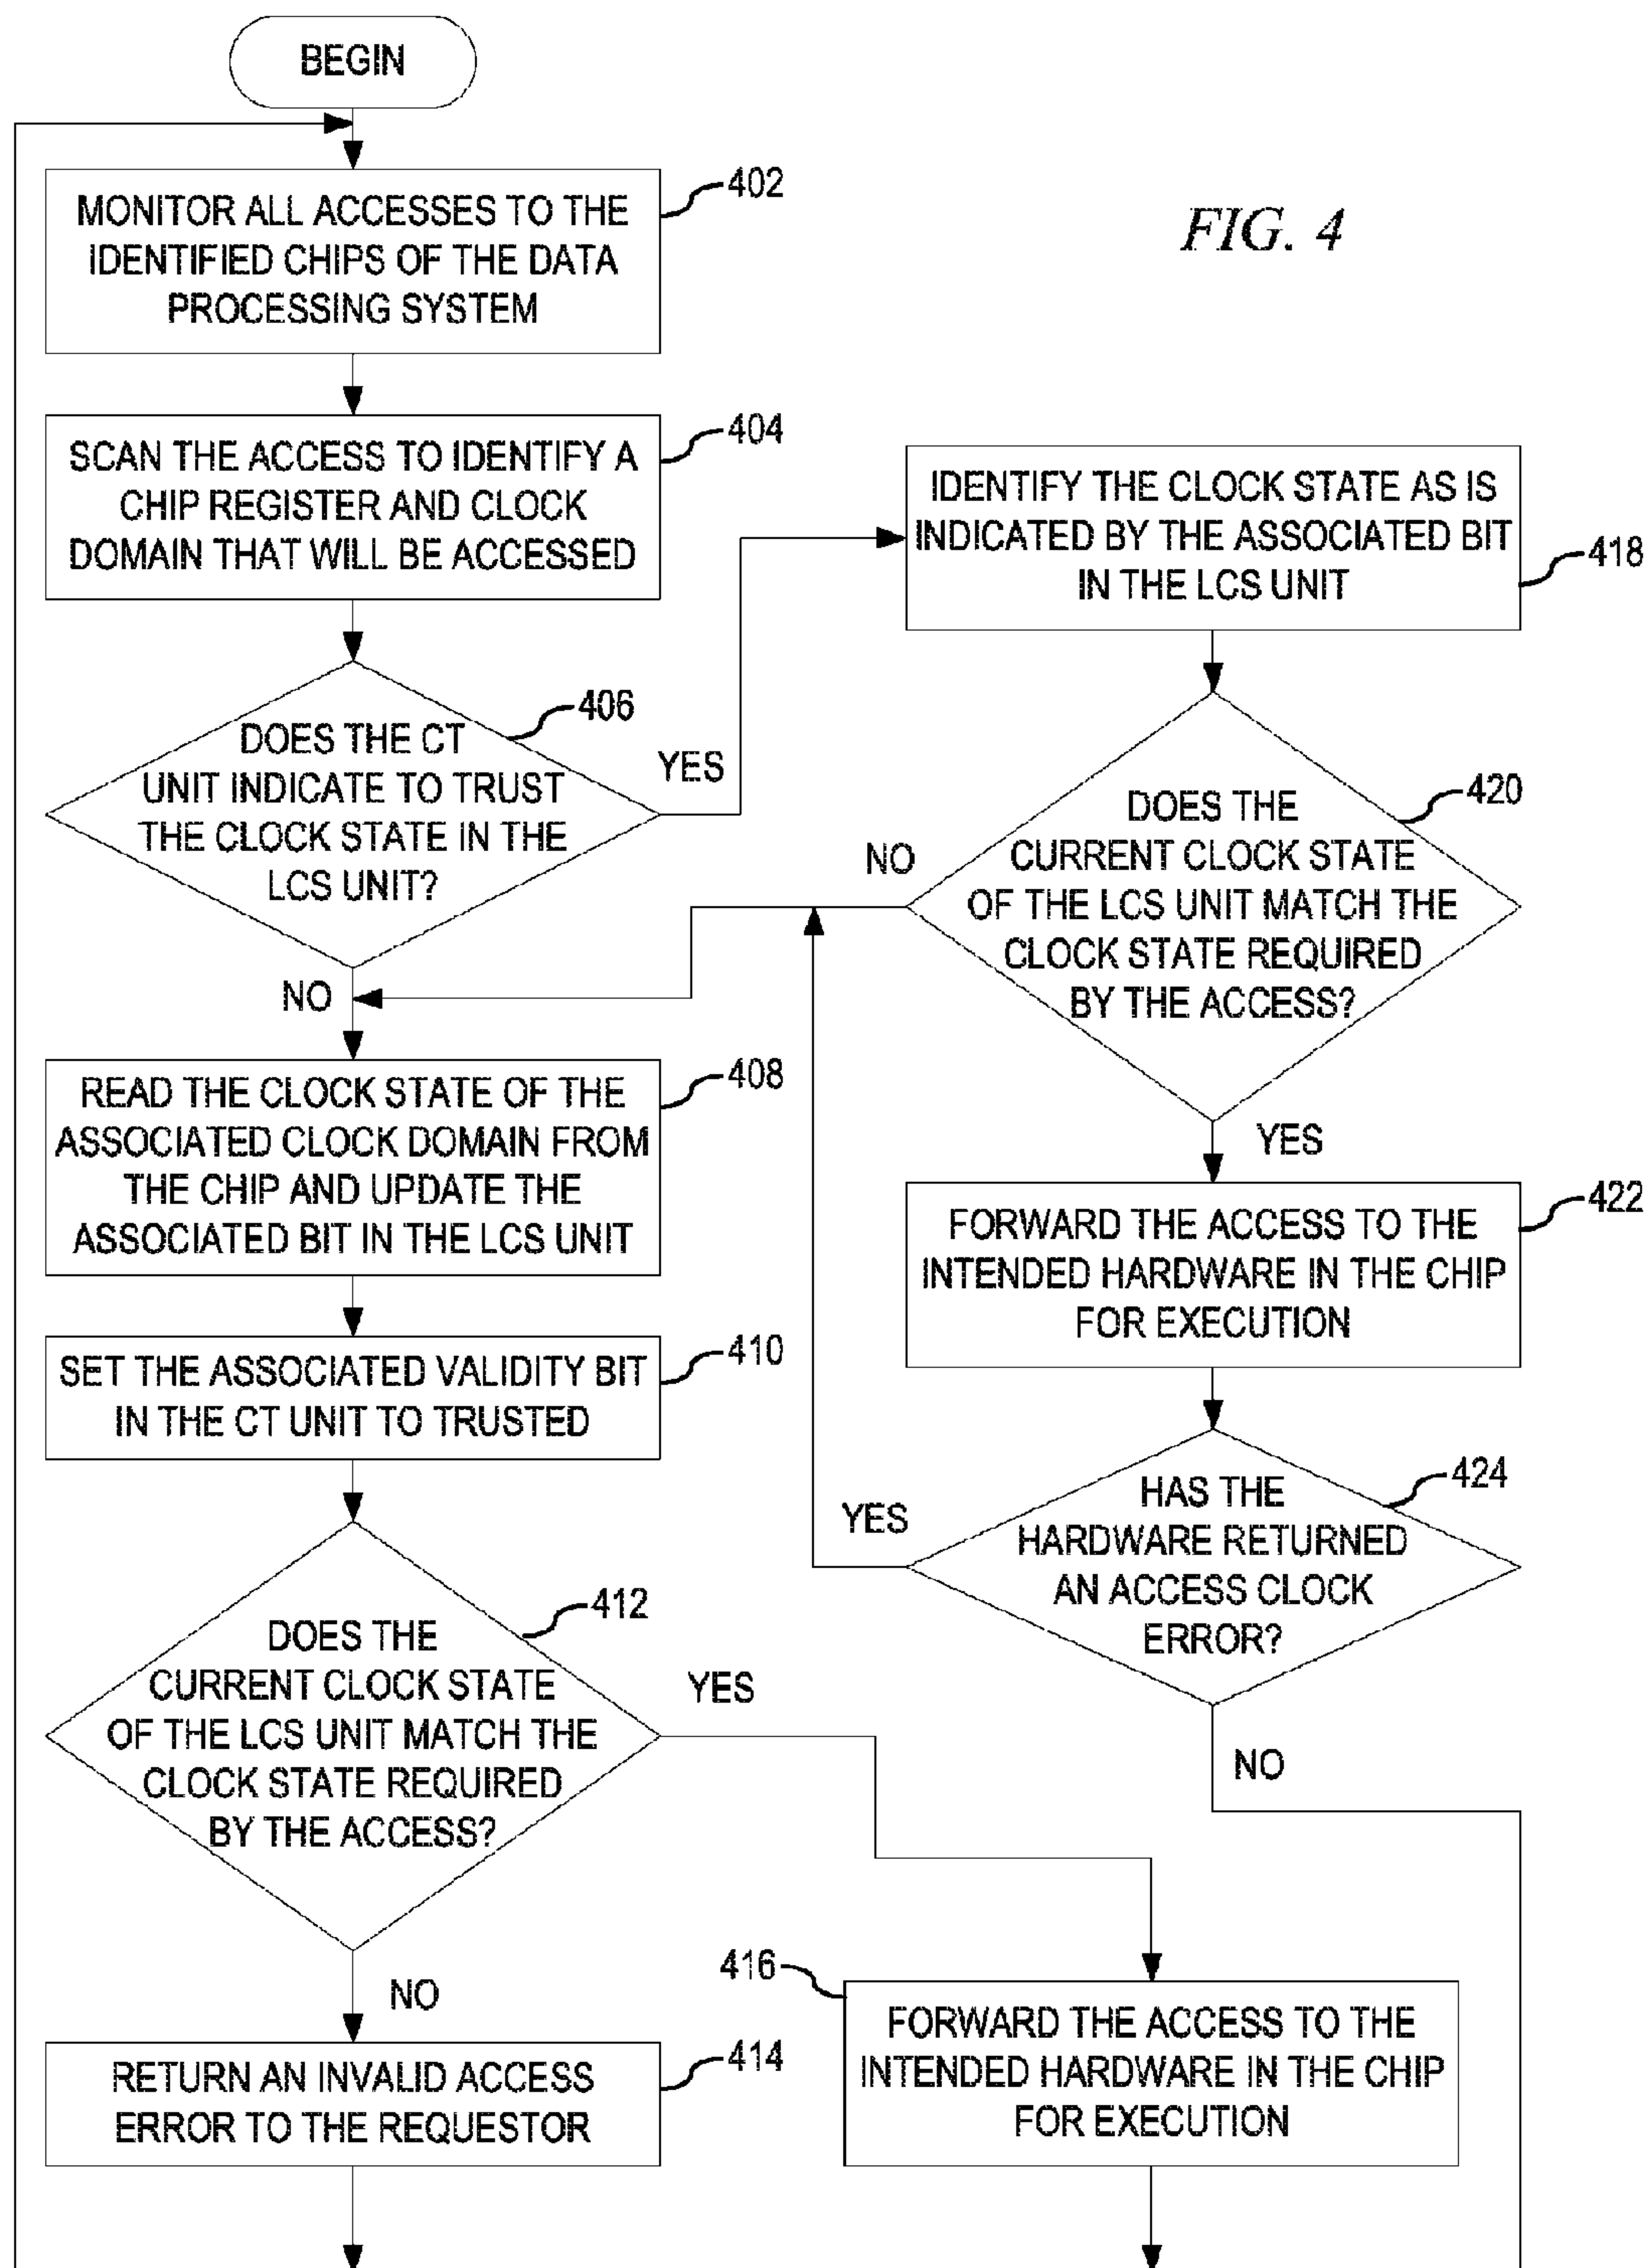 BEGIN
FIG. 4
402
MONITOR ALL ACCESSES TO THE
IDENTIFIED CHIPS OF THE DATA
PROCESSING SYSTEM
404
SCAN THE ACCESS TO IDENTIFY A
CHIP REGISTER AND CLOCK
DOMAIN THAT WILL BE ACCESSED
406
DOES THE CT
UNIT INDICATE TO TRUST
THE CLOCK STATE IN THE
LCS UNIT?
YES
NO
408
READ THE CLOCK STATE OF THE
ASSOCIATED CLOCK DOMAIN FROM
THE CHIP AND UPDATE THE
ASSOCIATED BIT IN THE LCS UNIT
410
SET THE ASSOCIATED VALIDITY BIT
IN THE CT UNIT TO TRUSTED
412
DOES THE
CURRENT CLOCK STATE
OF THE LCS UNIT MATCH THE
CLOCK STATE REQUIRED
BY THE ACCESS?
YES
NO
414
RETURN AN INVALID ACCESS
ERROR TO THE REQUESTOR
416
FORWARD THE ACCESS TO THE
INTENDED HARDWARE IN THE CHIP
FOR EXECUTION
418
IDENTIFY THE CLOCK STATE AS IS
INDICATED BY THE ASSOCIATED BIT
IN THE LCS UNIT
420
DOES THE
CURRENT CLOCK STATE
OF THE LCS UNIT MATCH THE
CLOCK STATE REQUIRED
BY THE ACCESS?
NO
YES
422
FORWARD THE ACCESS TO THE
INTENDED HARDWARE IN THE CHIP
FOR EXECUTION
424
HAS THE
HARDWARE RETURNED
AN ACCESS CLOCK
ERROR?
YES
NO